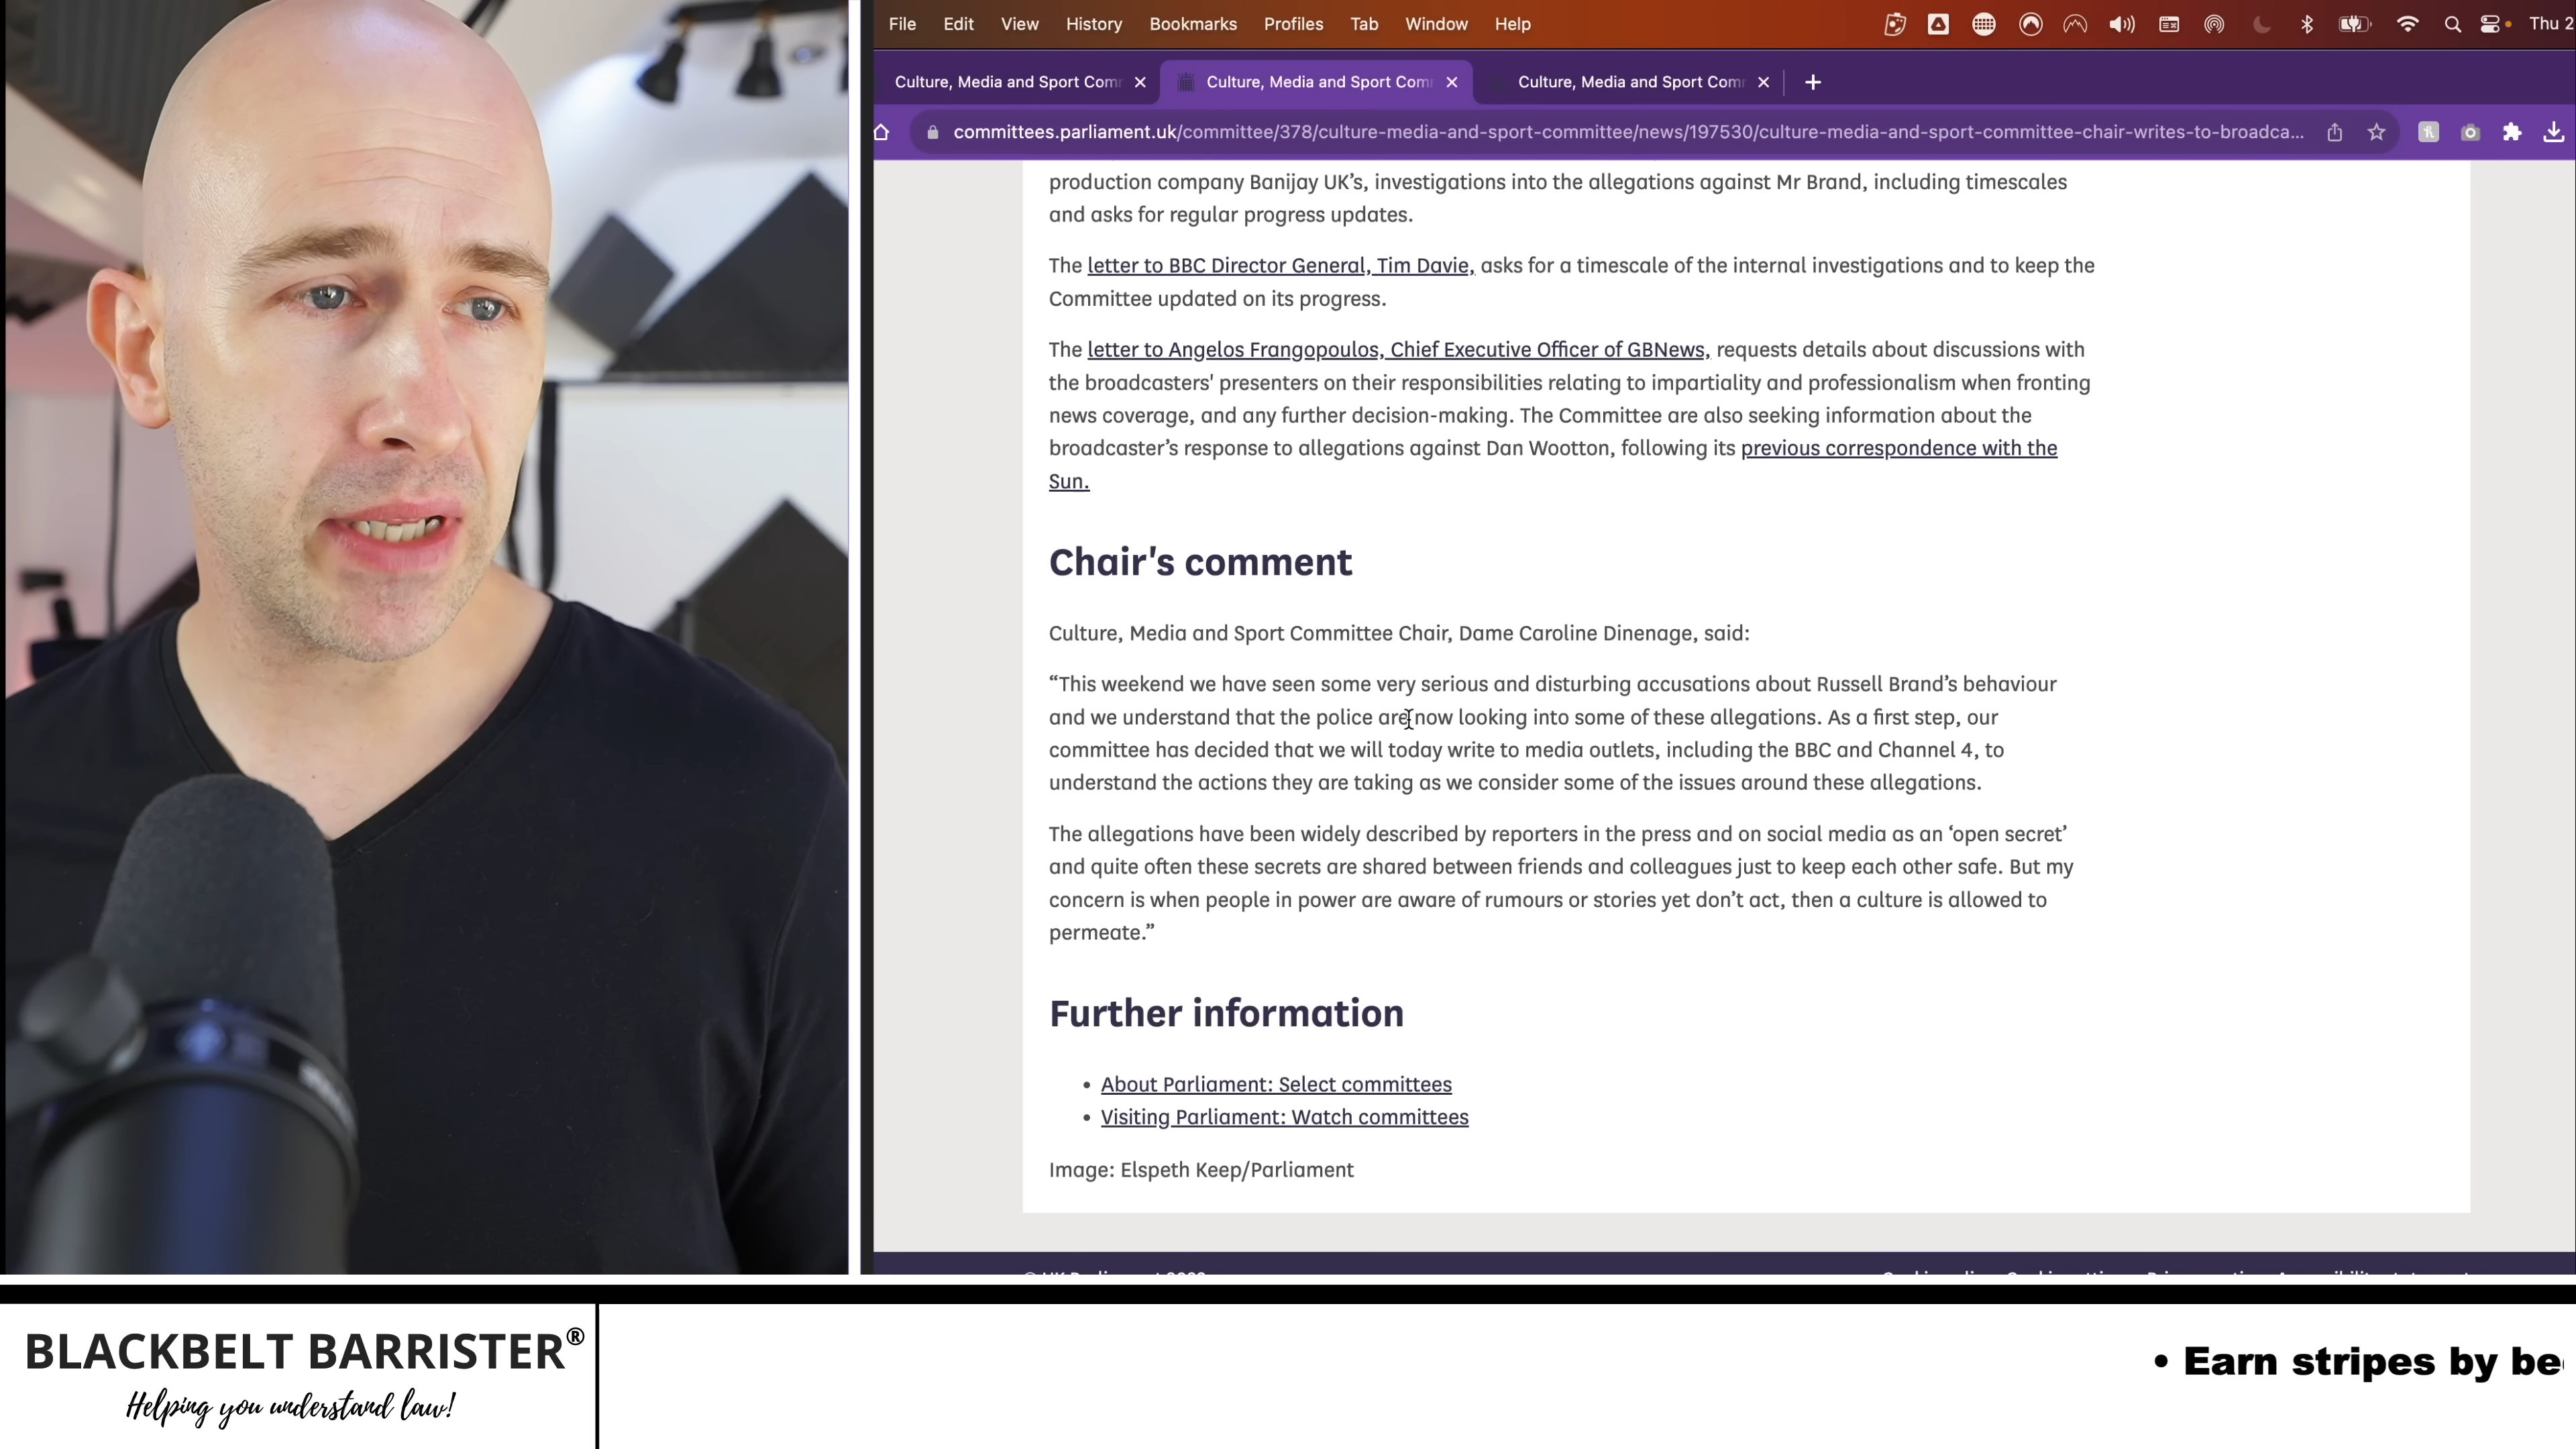 File Edit View History Bookmarks Profiles Tab Window Help
Thu 2
Culture, Media and Sport Com
Culture, Media and Sport Com
Culture, Media and Sport Com
committees.parliament.uk/committee/378/culture-media-and-sport-committee/news/197530/culture-media-and-sport-committee-chair-writes-to-broadca...
production company Banijay UK’s, investigations into the allegations against Mr Brand, including timescales
and asks for regular progress updates.
The letter to BBC Director General, Tim Davie, asks for a timescale of the internal investigations and to keep the
Committee updated on its progress.
The letter to Angelos Frangopoulos, Chief Executive Officer of GBNews, requests details about discussions with
the broadcasters' presenters on their responsibilities relating to impartiality and professionalism when fronting
news coverage, and any further decision-making. The Committee are also seeking information about the
broadcaster’s response to allegations against Dan Wootton, following its previous correspondence with the
Sun.
Chair's comment
Culture, Media and Sport Committee Chair, Dame Caroline Dinenage, said:
“This weekend we have seen some very serious and disturbing accusations about Russell Brand’s behaviour
and we understand that the police are now looking into some of these allegations. As a first step, our
committee has decided that we will today write to media outlets, including the BBC and Channel 4, to
understand the actions they are taking as we consider some of the issues around these allegations.
The allegations have been widely described by reporters in the press and on social media as an ‘open secret’
and quite often these secrets are shared between friends and colleagues just to keep each other safe. But my
concern is when people in power are aware of rumours or stories yet don’t act, then a culture is allowed to
permeate.”
Further information
• About Parliament: Select committees
• Visiting Parliament: Watch committees
Image: Elspeth Keep/Parliament
BLACKBELT BARRISTER®
Helping you understand law!
• Earn stripes by be